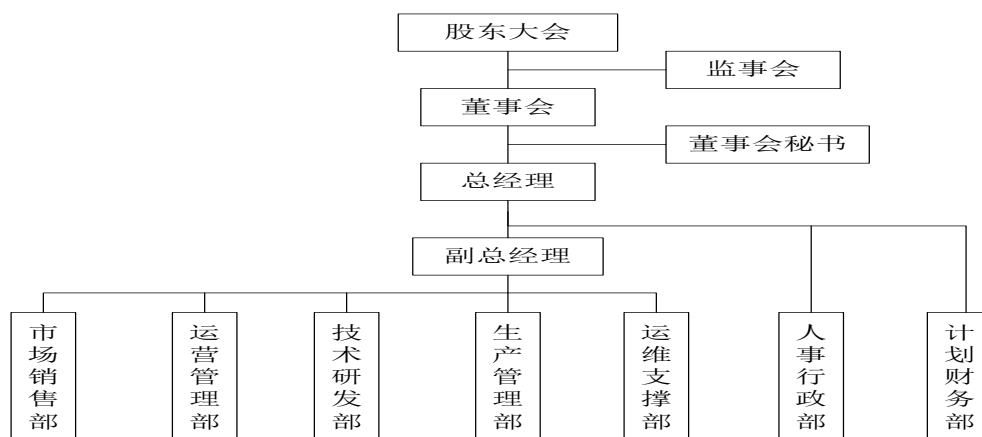 股东大会
监事会
董事会
董事会秘书
总经理
副总经理
市场销售部
运营管理部
技术研发部
生产管理部
运维支撑部
人事行政部
计划财务部